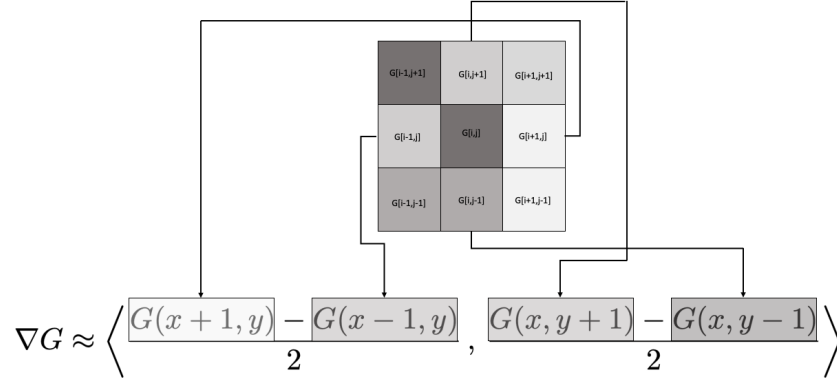 G[i-1,j+1] G[i,j+1] G[i+1,j+1]
G[i-1,j] G[i,j] G[i+1,j]
G[i-1,j-1] G[i,j-1] G[i+1,j-1]
∇G ≈ ⟨ G(x + 1, y) − G(x − 1, y) / 2 , G(x, y + 1) − G(x, y − 1) / 2 ⟩